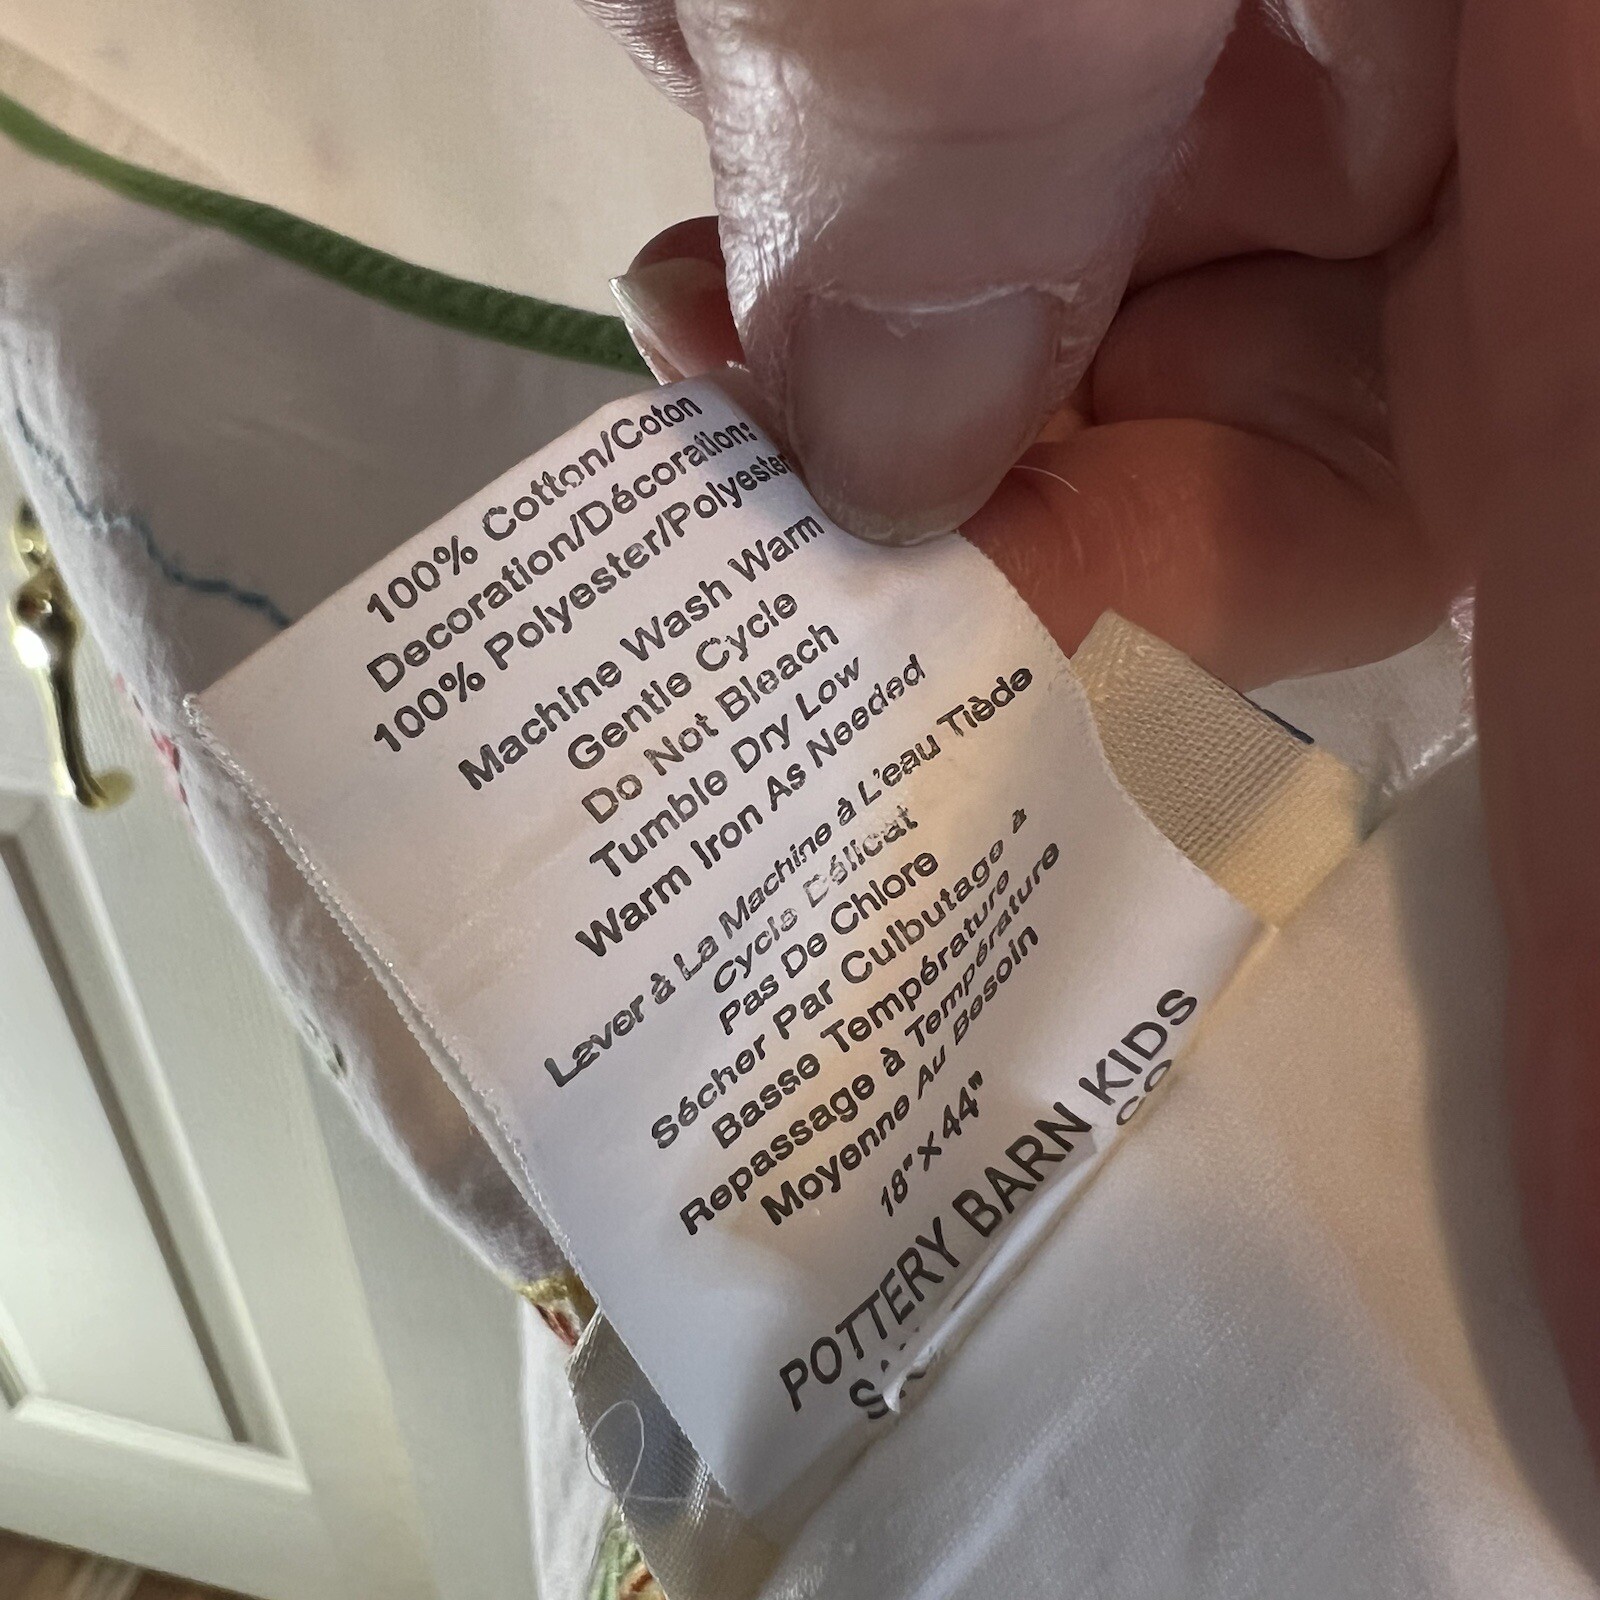 100% Cotton/Coton
Decoration/Décoration:
100% Polyester/Polyester
Machine Wash Warm
Gentle Cycle
Do Not Bleach
Tumble Dry Low
Warm Iron As Needed
Laver à La Machine à L'eau Tiède
Cycle Délicat
Pas De Chlore
Sécher Par Culbutage à
Basse Température
Repassage à Température
Moyenne Au Besoin
18" x 44"
POTTERY BARN KIDS